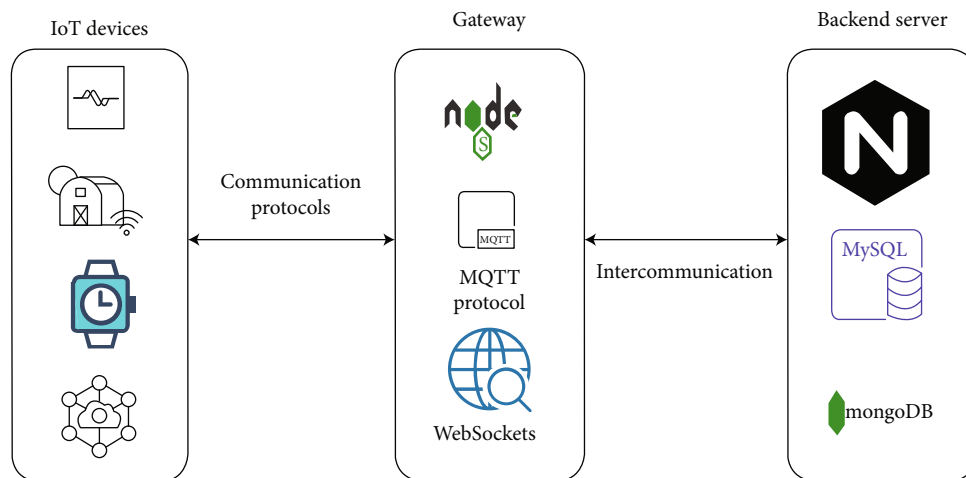 IoT devices
Gateway
Backend server
node
S
Communication
protocols
MQTT
MQTT
protocol
WebSockets
Intercommunication
N
MySQL
mongoDB